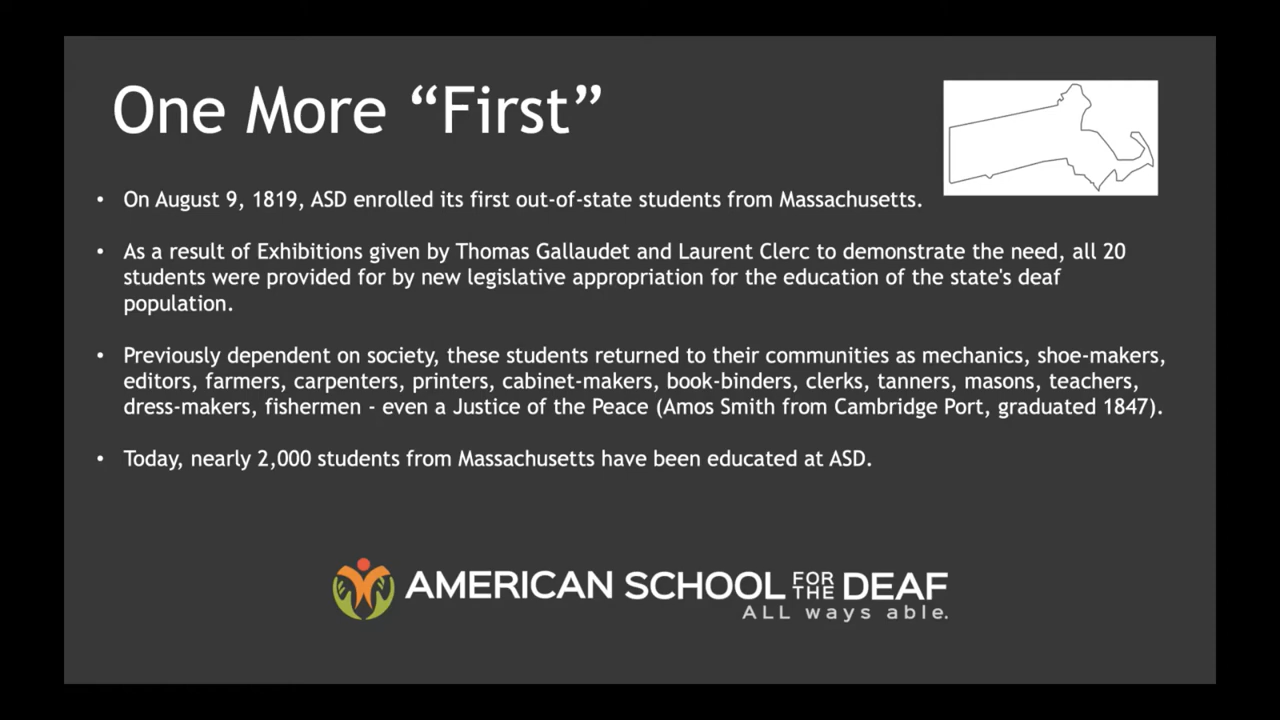 One More “First”
• On August 9, 1819, ASD enrolled its first out-of-state students from Massachusetts.
• As a result of Exhibitions given by Thomas Gallaudet and Laurent Clerc to demonstrate the need, all 20
students were provided for by new legislative appropriation for the education of the state's deaf
population.
• Previously dependent on society, these students returned to their communities as mechanics, shoe-makers,
editors, farmers, carpenters, printers, cabinet-makers, book-binders, clerks, tanners, masons, teachers,
dress-makers, fishermen - even a Justice of the Peace (Amos Smith from Cambridge Port, graduated 1847).
• Today, nearly 2,000 students from Massachusetts have been educated at ASD.
AMERICAN SCHOOL FOR THE DEAF
ALL ways able.